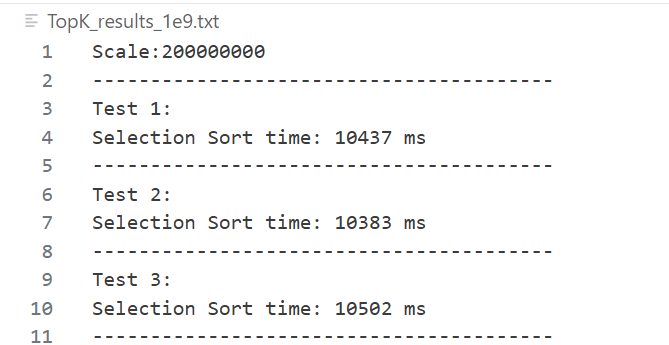 TopK_results_1e9.txt
1 Scale:200000000
2 ----------------------------------------
3 Test 1:
4 Selection Sort time: 10437 ms
5 ----------------------------------------
6 Test 2:
7 Selection Sort time: 10383 ms
8 ----------------------------------------
9 Test 3:
10 Selection Sort time: 10502 ms
11 ----------------------------------------